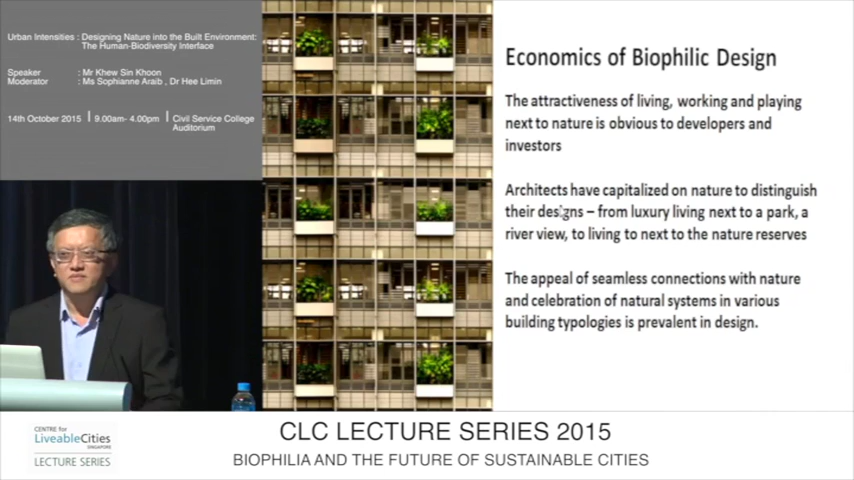 Urban Intensities : Designing Nature into the Built Environment:
The Human-Biodiversity Interface
Speaker : Mr Khew Sin Khoon
Moderator : Ms Sophianne Araib , Dr Hee Limin
14th October 2015 | 9.00am- 4.00pm | Civil Service College
Auditorium
Economics of Biophilic Design
The attractiveness of living, working and playing
next to nature is obvious to developers and
investors
Architects have capitalized on nature to distinguish
their designs – from luxury living next to a park, a
river view, to living to next to the nature reserves
The appeal of seamless connections with nature
and celebration of natural systems in various
building typologies is prevalent in design.
CENTRE for
LiveableCities
SINGAPORE
LECTURE SERIES
CLC LECTURE SERIES 2015
BIOPHILIA AND THE FUTURE OF SUSTAINABLE CITIES